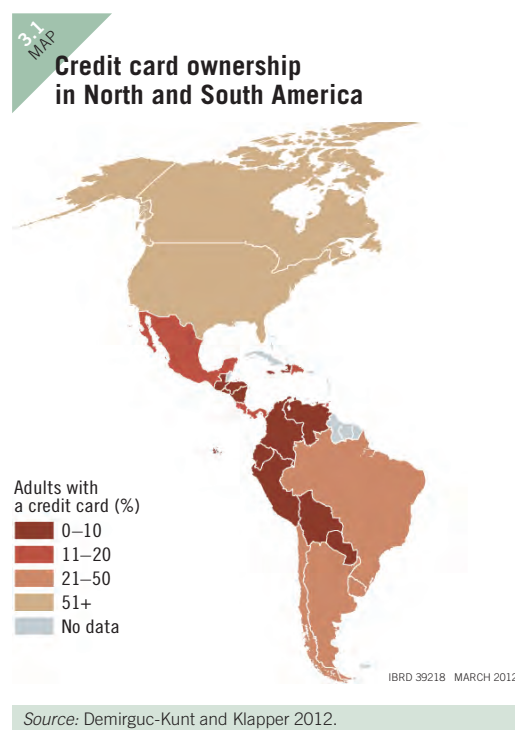 3.1
MAP
Credit card ownership
in North and South America
Adults with
a credit card (%)
0–10
11–20
21–50
51+
No data
IBRD 39218 MARCH 2012
Source: Demirguc-Kunt and Klapper 2012.